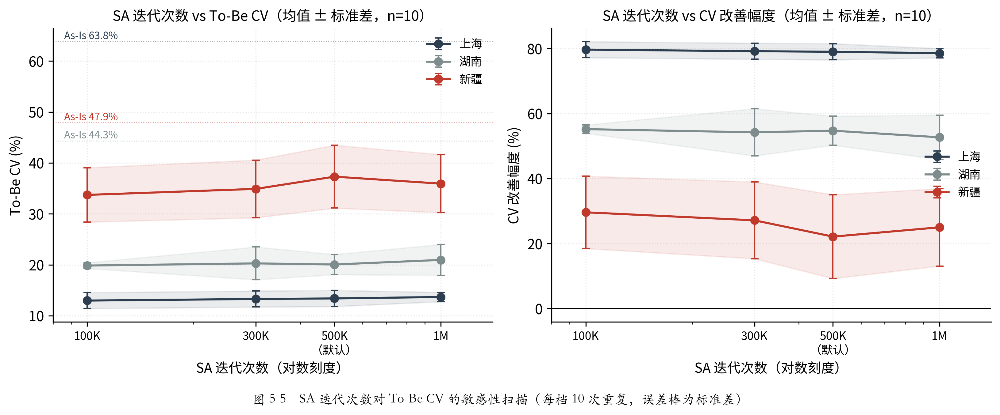 SA 迭代次数 vs To-Be CV（均值 ± 标准差，n=10）
As-Is 63.8%
As-Is 47.9%
As-Is 44.3%
上海
湖南
新疆
To-Be CV (%)
60
50
40
30
20
10
100K
300K
500K
（默认）
1M
SA 迭代次数（对数刻度）
SA 迭代次数 vs CV 改善幅度（均值 ± 标准差，n=10）
CV 改善幅度 (%)
80
60
40
20
0
上海
湖南
新疆
100K
300K
500K
（默认）
1M
SA 迭代次数（对数刻度）
图 5-5　SA 迭代次数对 To-Be CV 的敏感性扫描（每档 10 次重复，误差棒为标准差）